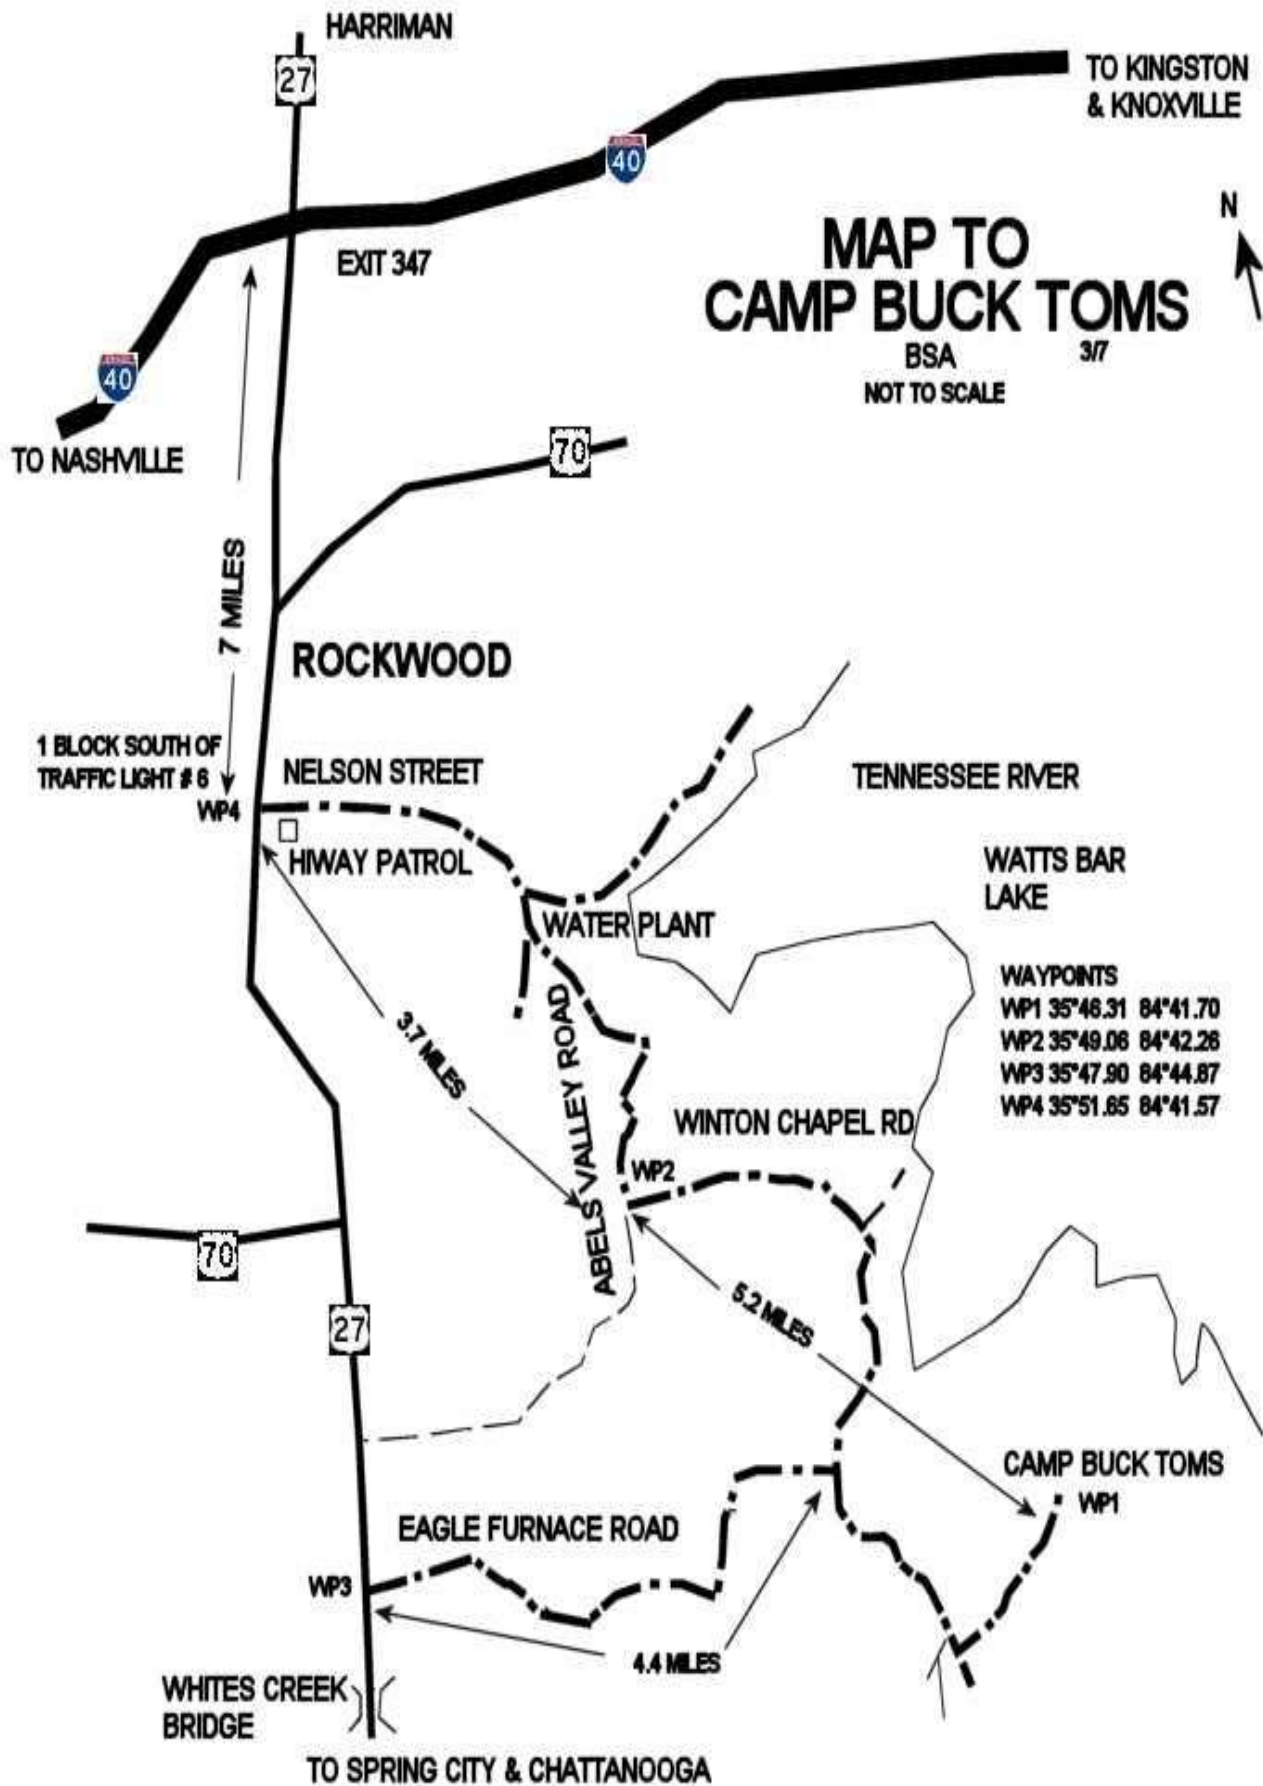 HARRIMAN
27
TO KINGSTON
& KNOXVILLE
40
N
EXIT 347
MAP TO
CAMP BUCK TOMS
BSA
3/7
NOT TO SCALE
40
TO NASHVILLE
70
7 MILES
ROCKWOOD
1 BLOCK SOUTH OF
TRAFFIC LIGHT # 6
NELSON STREET
WP4
HIWAY PATROL
TENNESSEE RIVER
WATTS BAR
LAKE
WATER PLANT
WAYPOINTS
WP1 35°46.31 84°41.70
WP2 35°49.06 84°42.26
WP3 35°47.90 84°44.87
WP4 35°51.65 84°41.57
3.7 MILES
ABELS VALLEY ROAD
WINTON CHAPEL RD
WP2
70
27
5.2 MILES
CAMP BUCK TOMS
WP1
EAGLE FURNACE ROAD
WP3
4.4 MILES
WHITES CREEK
BRIDGE
TO SPRING CITY & CHATTANOOGA